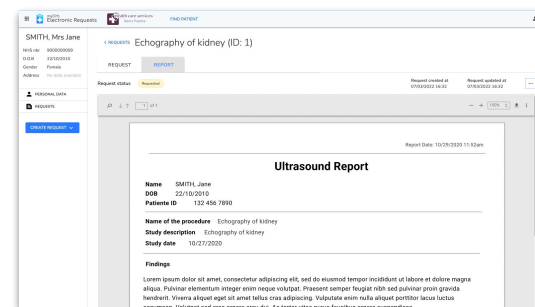 myDHs
Electronic Requests
Health care services
FIND PATIENT
SMITH, Mrs Jane
NHS nbr 9000000009
D.O.B 22/10/2010
Gender Female
Address No data available
PERSONAL DATA
REQUESTS
CREATE REQUEST
< REQUESTS Echography of kidney (ID: 1)
REQUEST REPORT
Request status Requested
Request created at
07/03/2022 16:32
Request updated at
07/03/2022 16:32
1 of 1
100%
Report Date: 10/29/2020 11:52am
Ultrasound Report
Name SMITH, Jane
DOB 22/10/2010
Patiente ID 132 456 7890
Name of the procedure Echography of kidney
Study description Echography of kidney
Study date 10/27/2020
Findings
Lorem ipsum dolor sit amet, consectetur adipiscing elit, sed do eiusmod tempor incididunt ut labore et dolore magna
aliqua. Pulvinar elementum integer enim neque volutpat. Praesent semper feugiat nibh sed pulvinar proin gravida
hendrerit. Viverra aliquet eget sit amet tellus cras adipiscing. Vulputate enim nulla aliquet porttitor lacus luctus